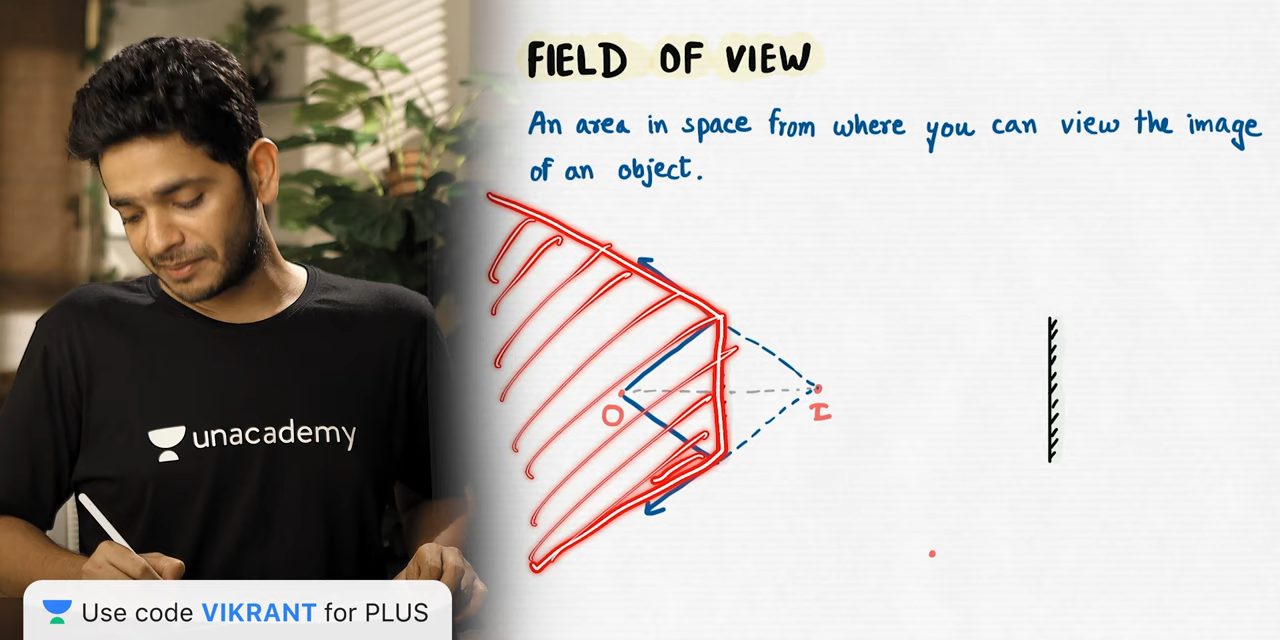 FIELD OF VIEW
An area in space from where you can view the image
of an object.
O
I
unacademy
Use code VIKRANT for PLUS